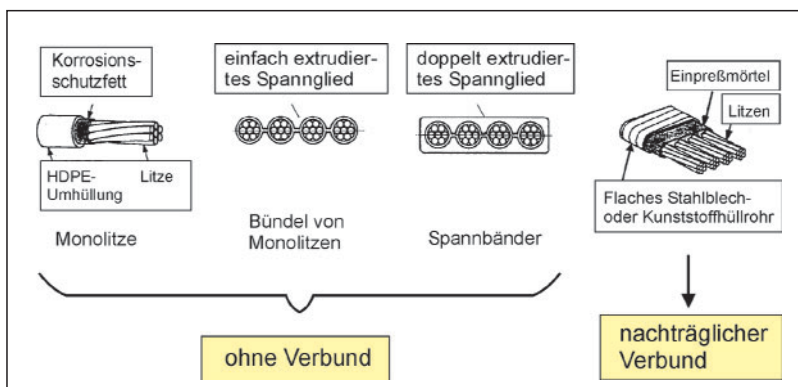 Korrosions-
schutzfett
HDPE-
Umhüllung
Litze
Monolitze
einfach extrudier-
tes Spannglied
Bündel von
Monolitzen
doppelt extrudier-
tes Spannglied
Spannbänder
Einpreßmörtel
Litzen
Flaches Stahlblech-
oder Kunststoffhüllrohr
ohne Verbund
nachträglicher
Verbund